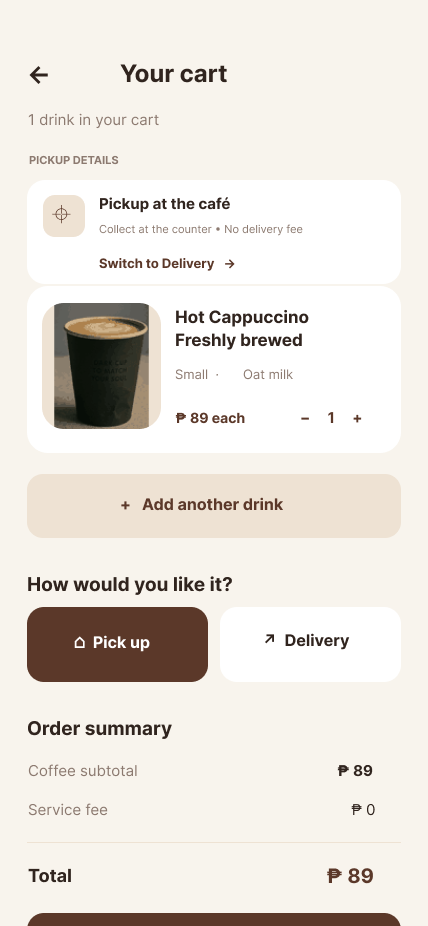 ← Your cart
1 drink in your cart
PICKUP DETAILS
Pickup at the café
Collect at the counter • No delivery fee
Switch to Delivery →
Hot Cappuccino
Freshly brewed
Small · Oat milk
₱ 89 each − 1 +
+ Add another drink
How would you like it?
⌂ Pick up
↗ Delivery
Order summary
Coffee subtotal ₱ 89
Service fee ₱ 0
Total ₱ 89